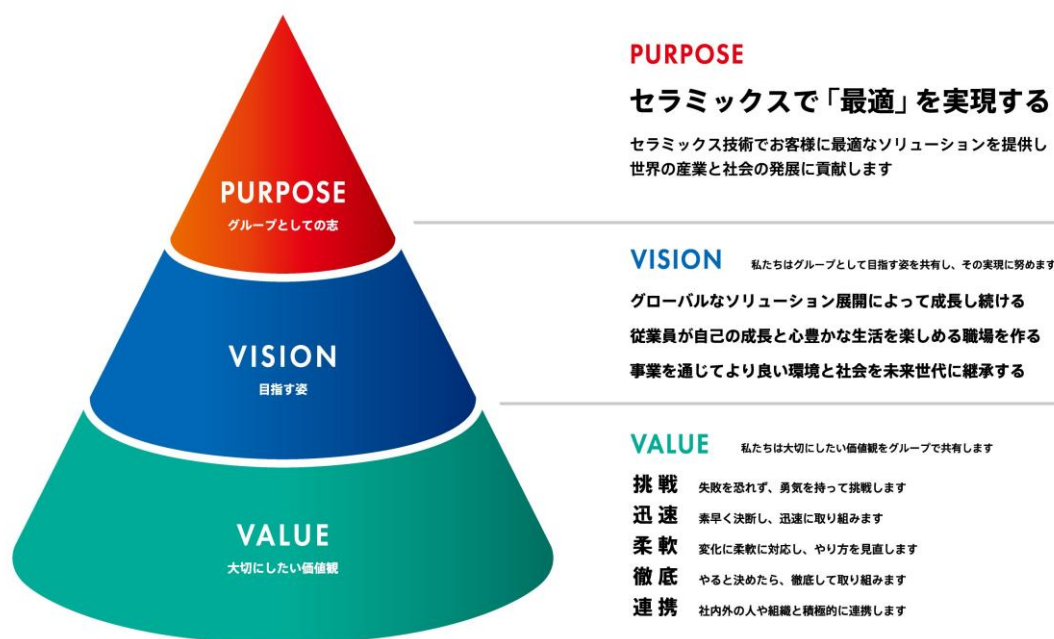 PURPOSE
グループとしての志
VISION
目指す姿
VALUE
大切にしたい価値観
PURPOSE
セラミックスで「最適」を実現する
セラミックス技術でお客様に最適なソリューションを提供し
世界の産業と社会の発展に貢献します
VISION 私たちはグループとして目指す姿を共有し、その実現に努めます
グローバルなソリューション展開によって成長し続ける
従業員が自己の成長と心豊かな生活を楽しめる職場を作る
事業を通じてより良い環境と社会を未来世代に継承する
VALUE 私たちは大切にしたい価値観をグループで共有します
挑戦 失敗を恐れず、勇気を持って挑戦します
迅速 素早く決断し、迅速に取り組みます
柔軟 変化に柔軟に対応し、やり方を見直します
徹底 やると決めたら、徹底して取り組みます
連携 社内外の人や組織と積極的に連携します